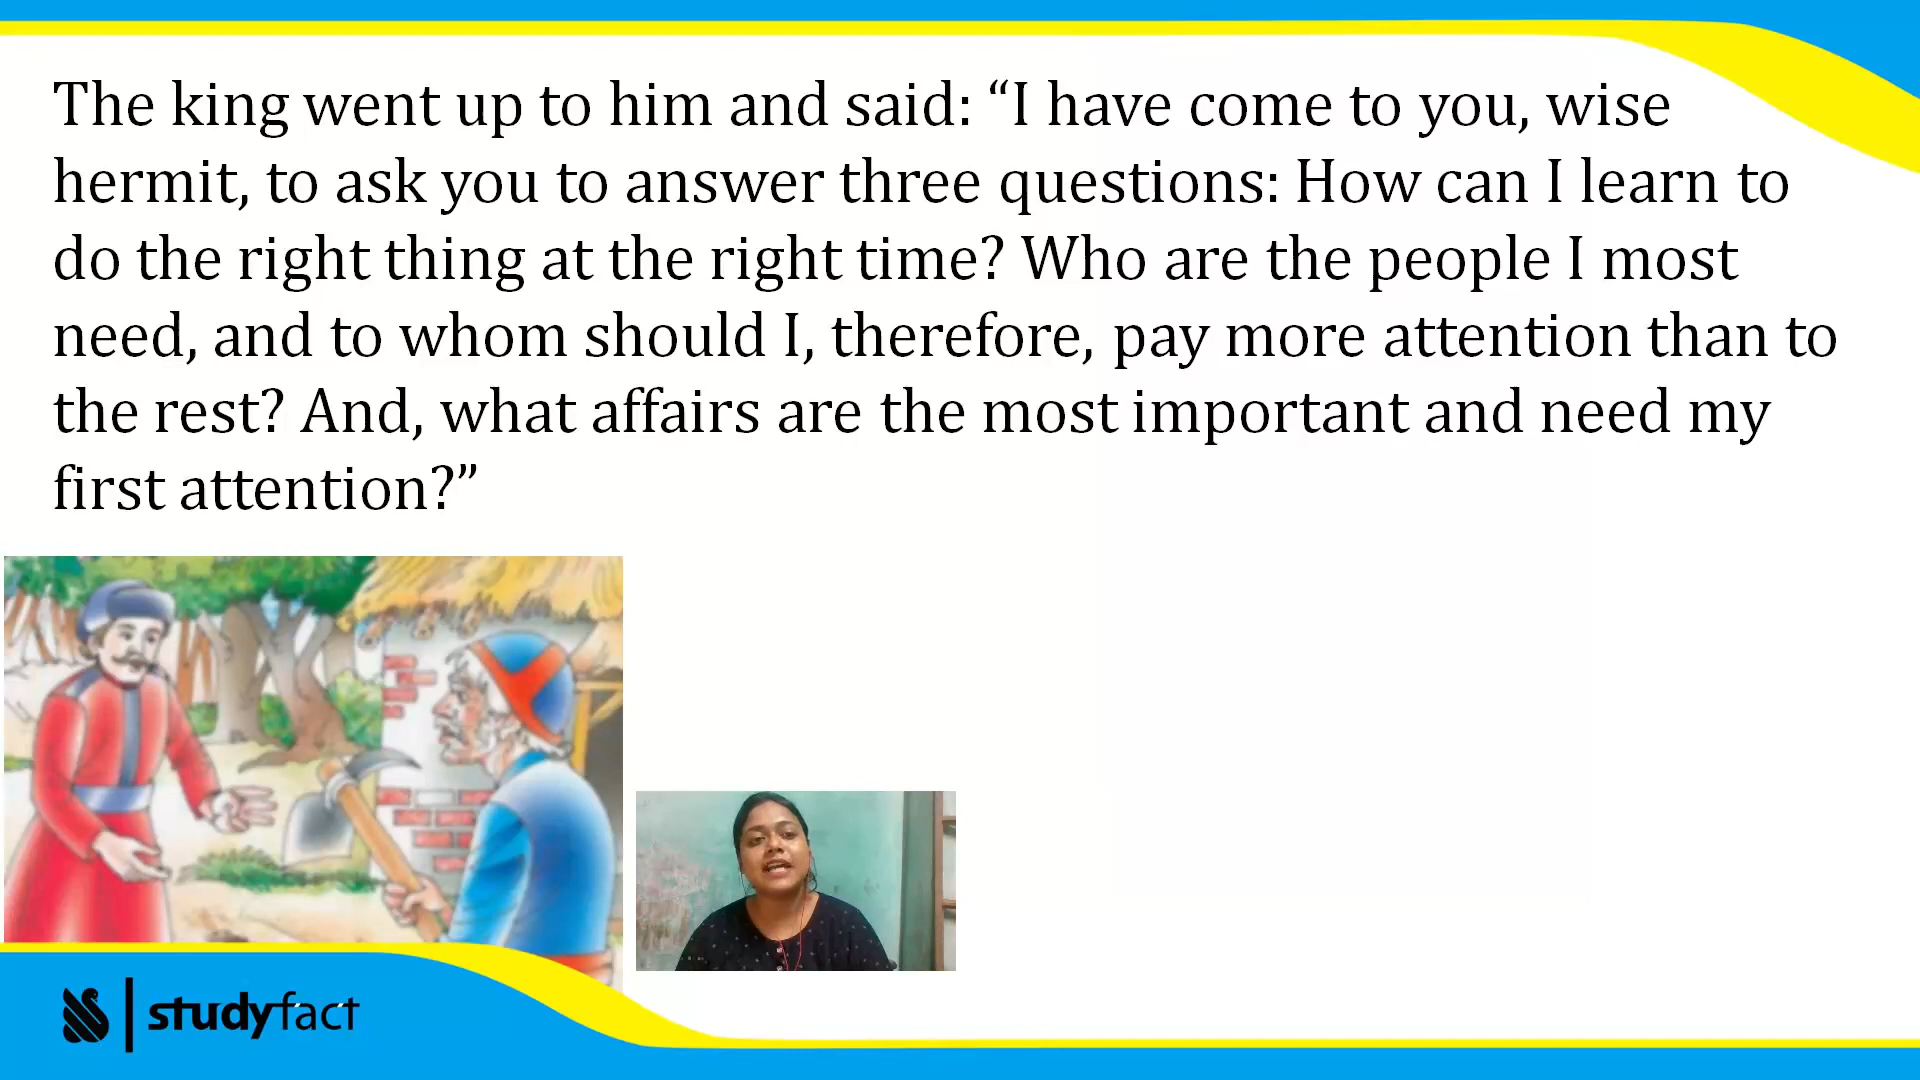 The king went up to him and said: “I have come to you, wise
hermit, to ask you to answer three questions: How can I learn to
do the right thing at the right time? Who are the people I most
need, and to whom should I, therefore, pay more attention than to
the rest? And, what affairs are the most important and need my
first attention?”
studyfact